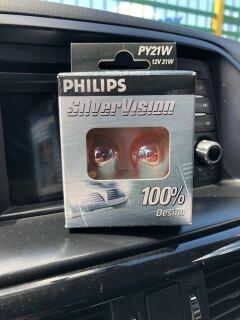 PY21W
12V 21W
PHILIPS
SilverVision
100%
Design